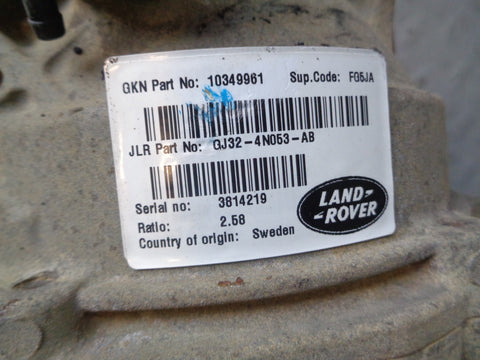 GKN Part No: 10349961 Sup.Code: FG5JA
JLR Part No: GJ32-4N053-AB
Serial no: 3814219
Ratio: 2.58
Country of origin: Sweden
LAND-
-ROVER